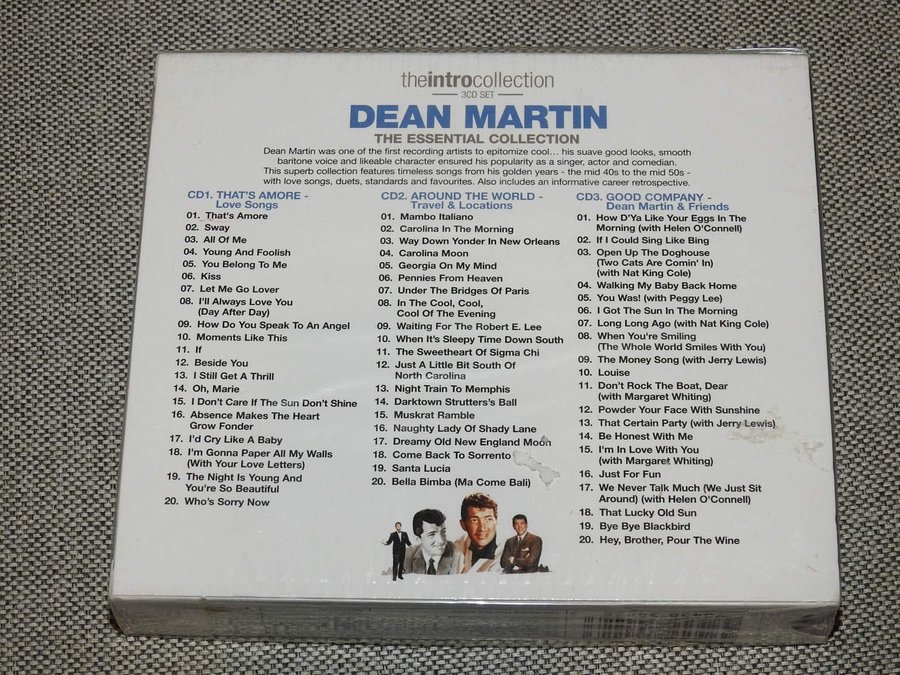 theintrocollection
3CD SET
DEAN MARTIN
THE ESSENTIAL COLLECTION
Dean Martin was one of the first recording artists to epitomize cool... his suave good looks, smooth
baritone voice and likeable character ensured his popularity as a singer, actor and comedian.
This superb collection features timeless songs from his golden years - the mid 40s to the mid 50s -
with love songs, duets, standards and favourites. Also includes an informative career retrospective.
CD1. THAT'S AMORE -
Love Songs
01. That's Amore
02. Sway
03. All Of Me
04. Young And Foolish
05. You Belong To Me
06. Kiss
07. Let Me Go Lover
08. I'll Always Love You
(Day After Day)
09. How Do You Speak To An Angel
10. Moments Like This
11. If
12. Beside You
13. I Still Get A Thrill
14. Oh, Marie
15. I Don't Care If The Sun Don't Shine
16. Absence Makes The Heart
Grow Fonder
17. I'd Cry Like A Baby
18. I'm Gonna Paper All My Walls
(With Your Love Letters)
19. The Night Is Young And
You're So Beautiful
20. Who's Sorry Now
CD2. AROUND THE WORLD -
Travel & Locations
01. Mambo Italiano
02. Carolina In The Morning
03. Way Down Yonder In New Orleans
04. Carolina Moon
05. Georgia On My Mind
06. Pennies From Heaven
07. Under The Bridges Of Paris
08. In The Cool, Cool,
Cool Of The Evening
09. Waiting For The Robert E. Lee
10. When It's Sleepy Time Down South
11. The Sweetheart Of Sigma Chi
12. Just A Little Bit South Of
North Carolina
13. Night Train To Memphis
14. Darktown Strutters's Ball
15. Muskrat Ramble
16. Naughty Lady Of Shady Lane
17. Dreamy Old New England Moon
18. Come Back To Sorrento
19. Santa Lucia
20. Bella Bimba (Ma Come Bali)
CD3. GOOD COMPANY -
Dean Martin & Friends
01. How D'Ya Like Your Eggs In The
Morning (with Helen O'Connell)
02. If I Could Sing Like Bing
03. Open Up The Doghouse
(Two Cats Are Comin' In)
(with Nat King Cole)
04. Walking My Baby Back Home
05. You Was! (with Peggy Lee)
06. I Got The Sun In The Morning
07. Long Long Ago (with Nat King Cole)
08. When You're Smiling
(The Whole World Smiles With You)
09. The Money Song (with Jerry Lewis)
10. Louise
11. Don't Rock The Boat, Dear
(with Margaret Whiting)
12. Powder Your Face With Sunshine
13. That Certain Party (with Jerry Lewis)
14. Be Honest With Me
15. I'm In Love With You
(with Margaret Whiting)
16. Just For Fun
17. We Never Talk Much (We Just Sit
Around) (with Helen O'Connell)
18. That Lucky Old Sun
19. Bye Bye Blackbird
20. Hey, Brother, Pour The Wine